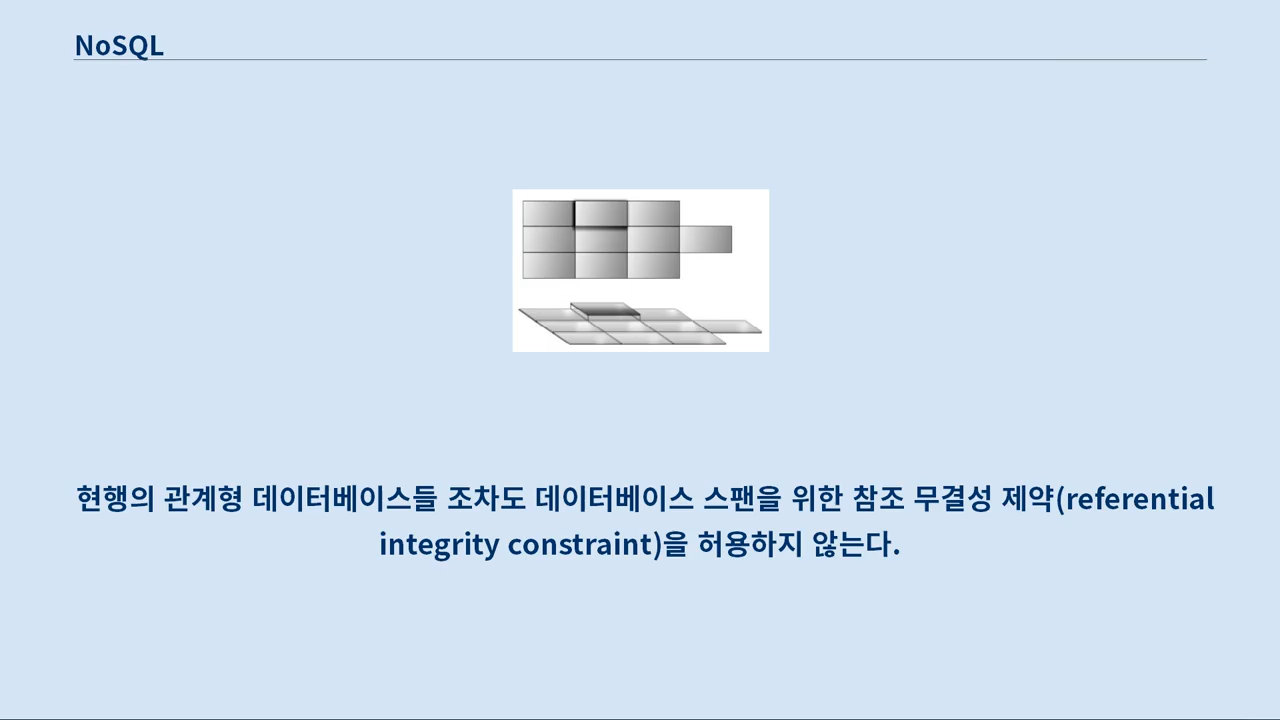 NoSQL
현행의 관계형 데이터베이스들 조차도 데이터베이스 스팬을 위한 참조 무결성 제약(referential
integrity constraint)을 허용하지 않는다.